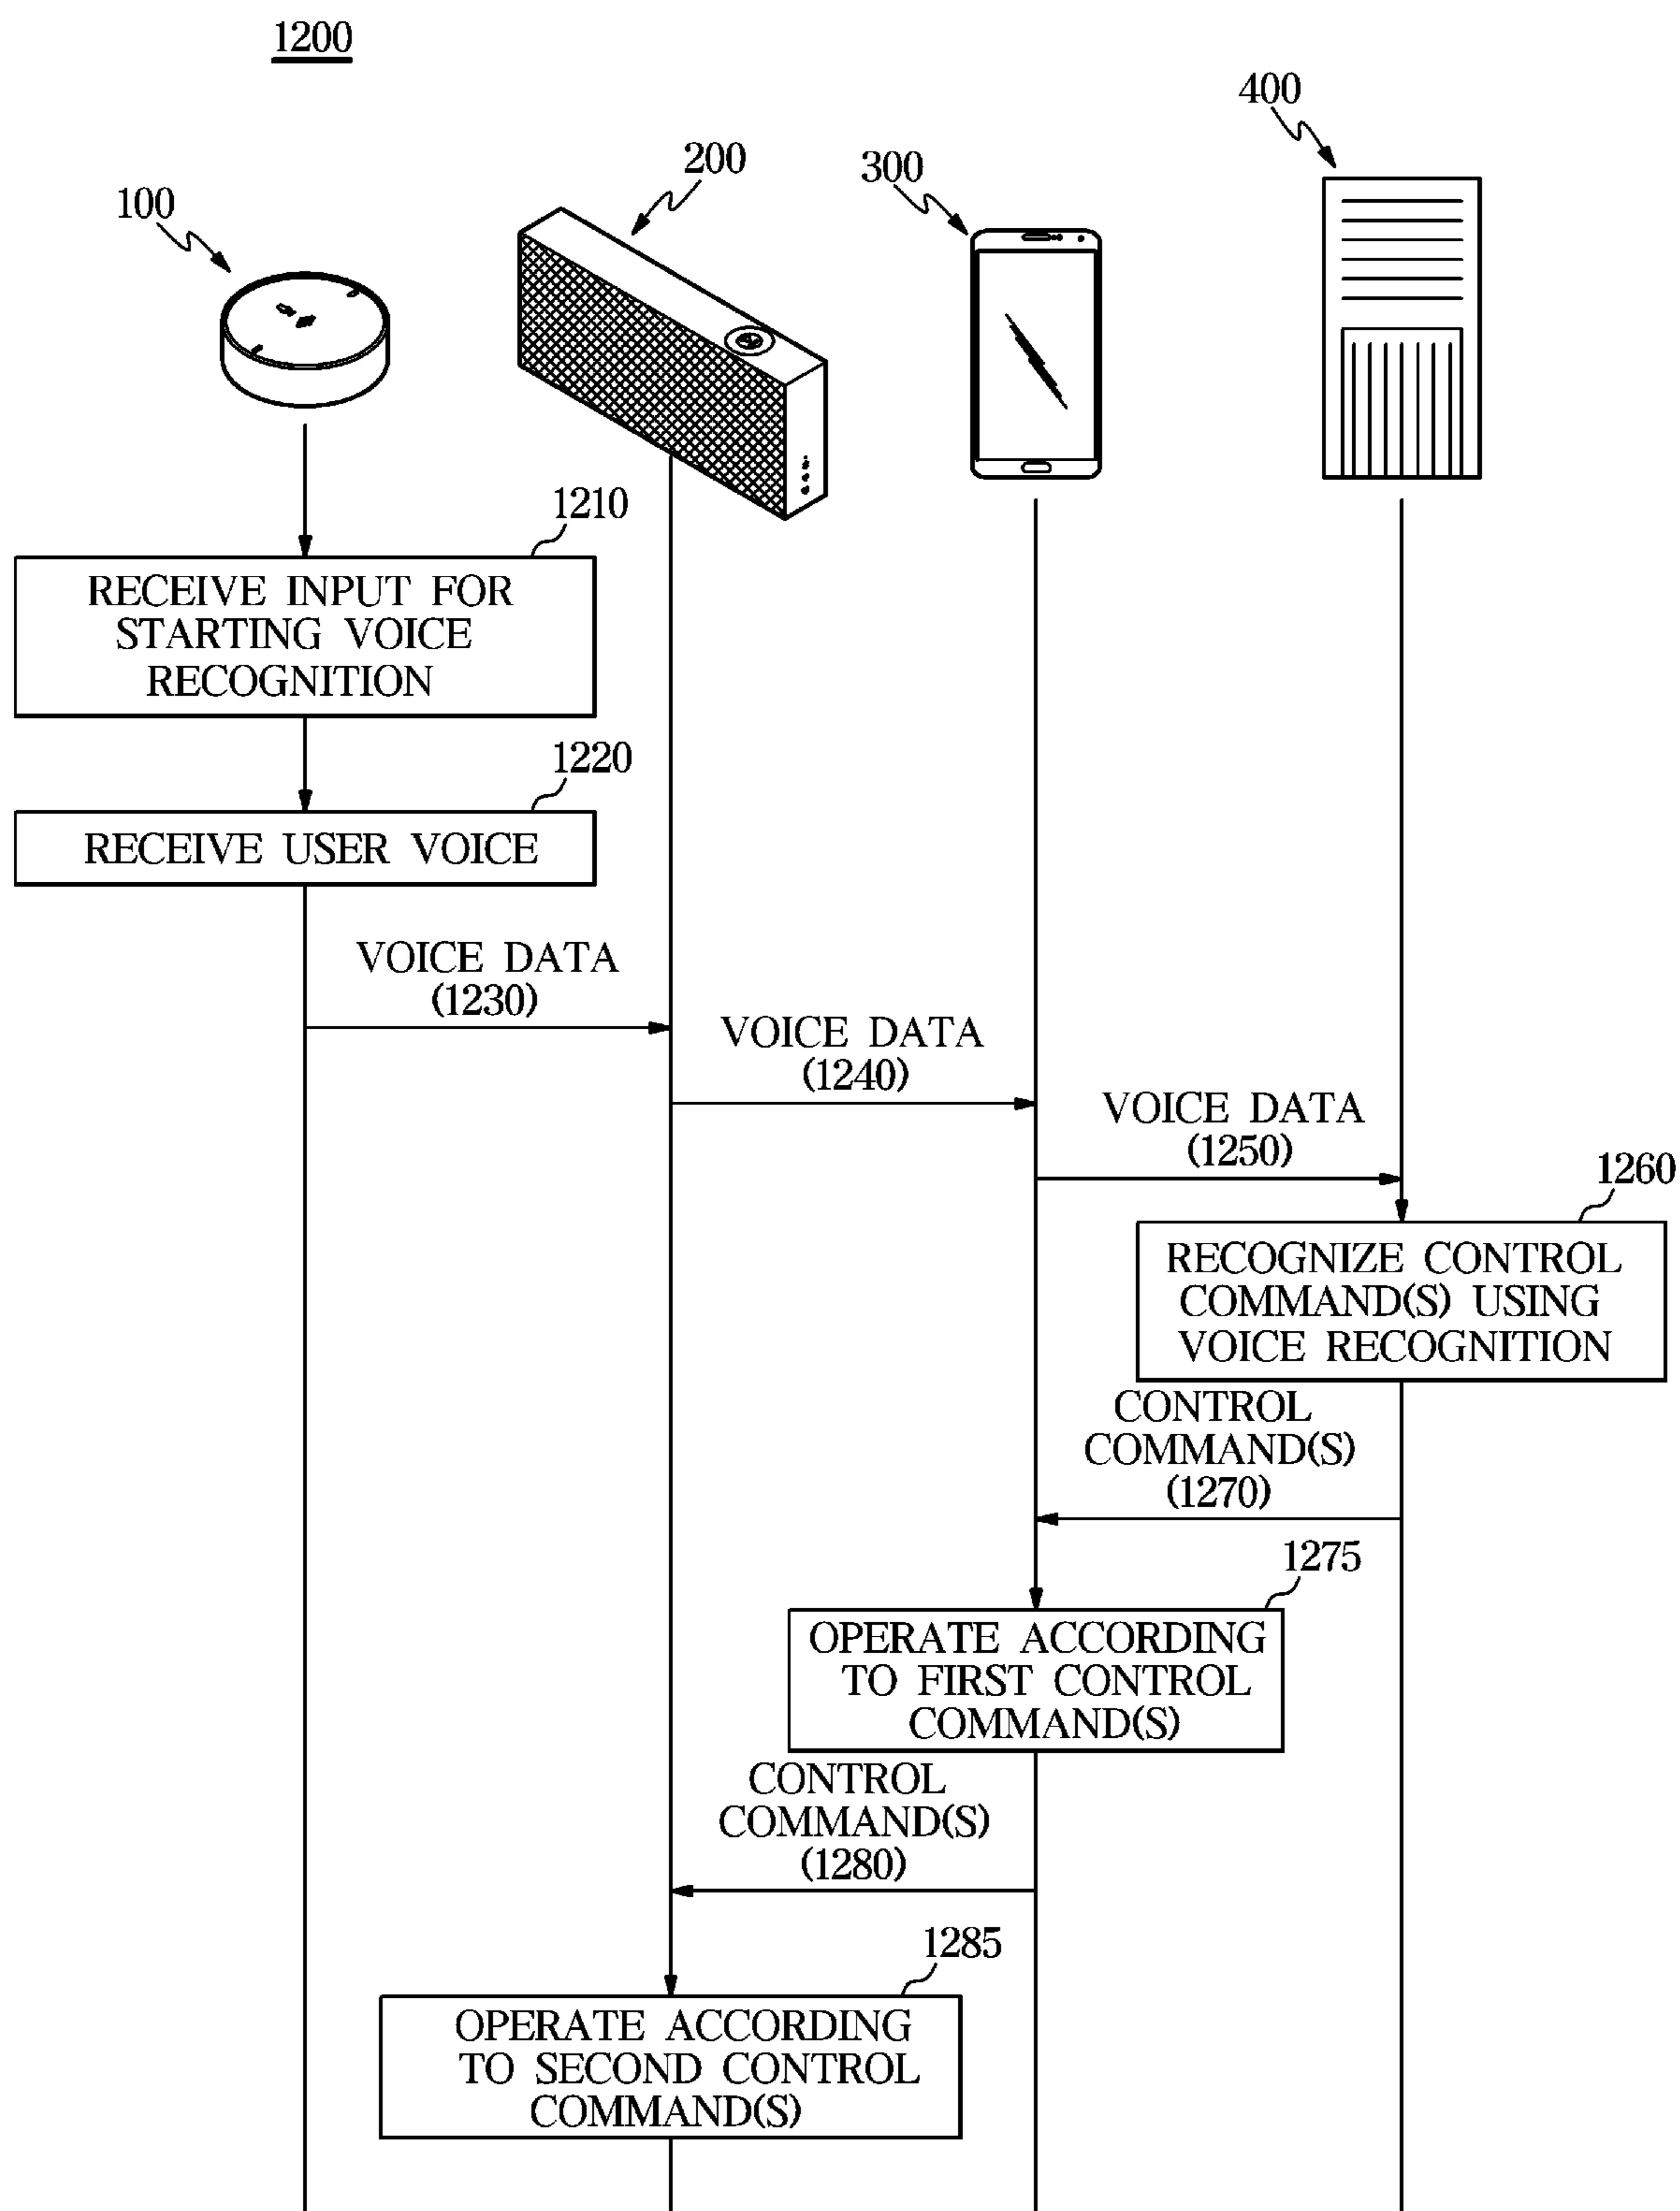 1200
400
200
300
100
1210
RECEIVE INPUT FOR
STARTING VOICE
RECOGNITION
1220
RECEIVE USER VOICE
VOICE DATA
(1230)
VOICE DATA
(1240)
VOICE DATA
(1250)
1260
RECOGNIZE CONTROL
COMMAND(S) USING
VOICE RECOGNITION
CONTROL
COMMAND(S)
(1270)
1275
OPERATE ACCORDING
TO FIRST CONTROL
COMMAND(S)
CONTROL
COMMAND(S)
(1280)
1285
OPERATE ACCORDING
TO SECOND CONTROL
COMMAND(S)